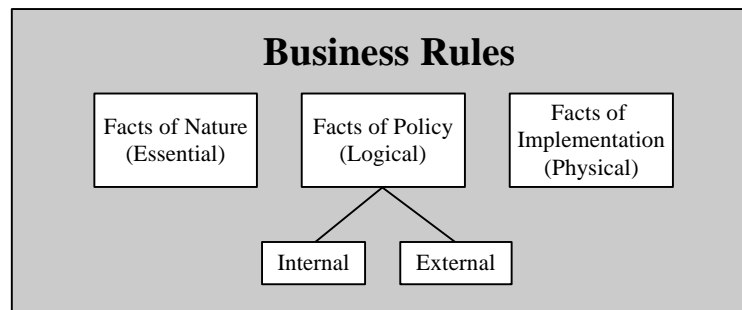 Business Rules
Facts of Nature
(Essential)
Facts of Policy
(Logical)
Facts of
Implementation
(Physical)
Internal
External